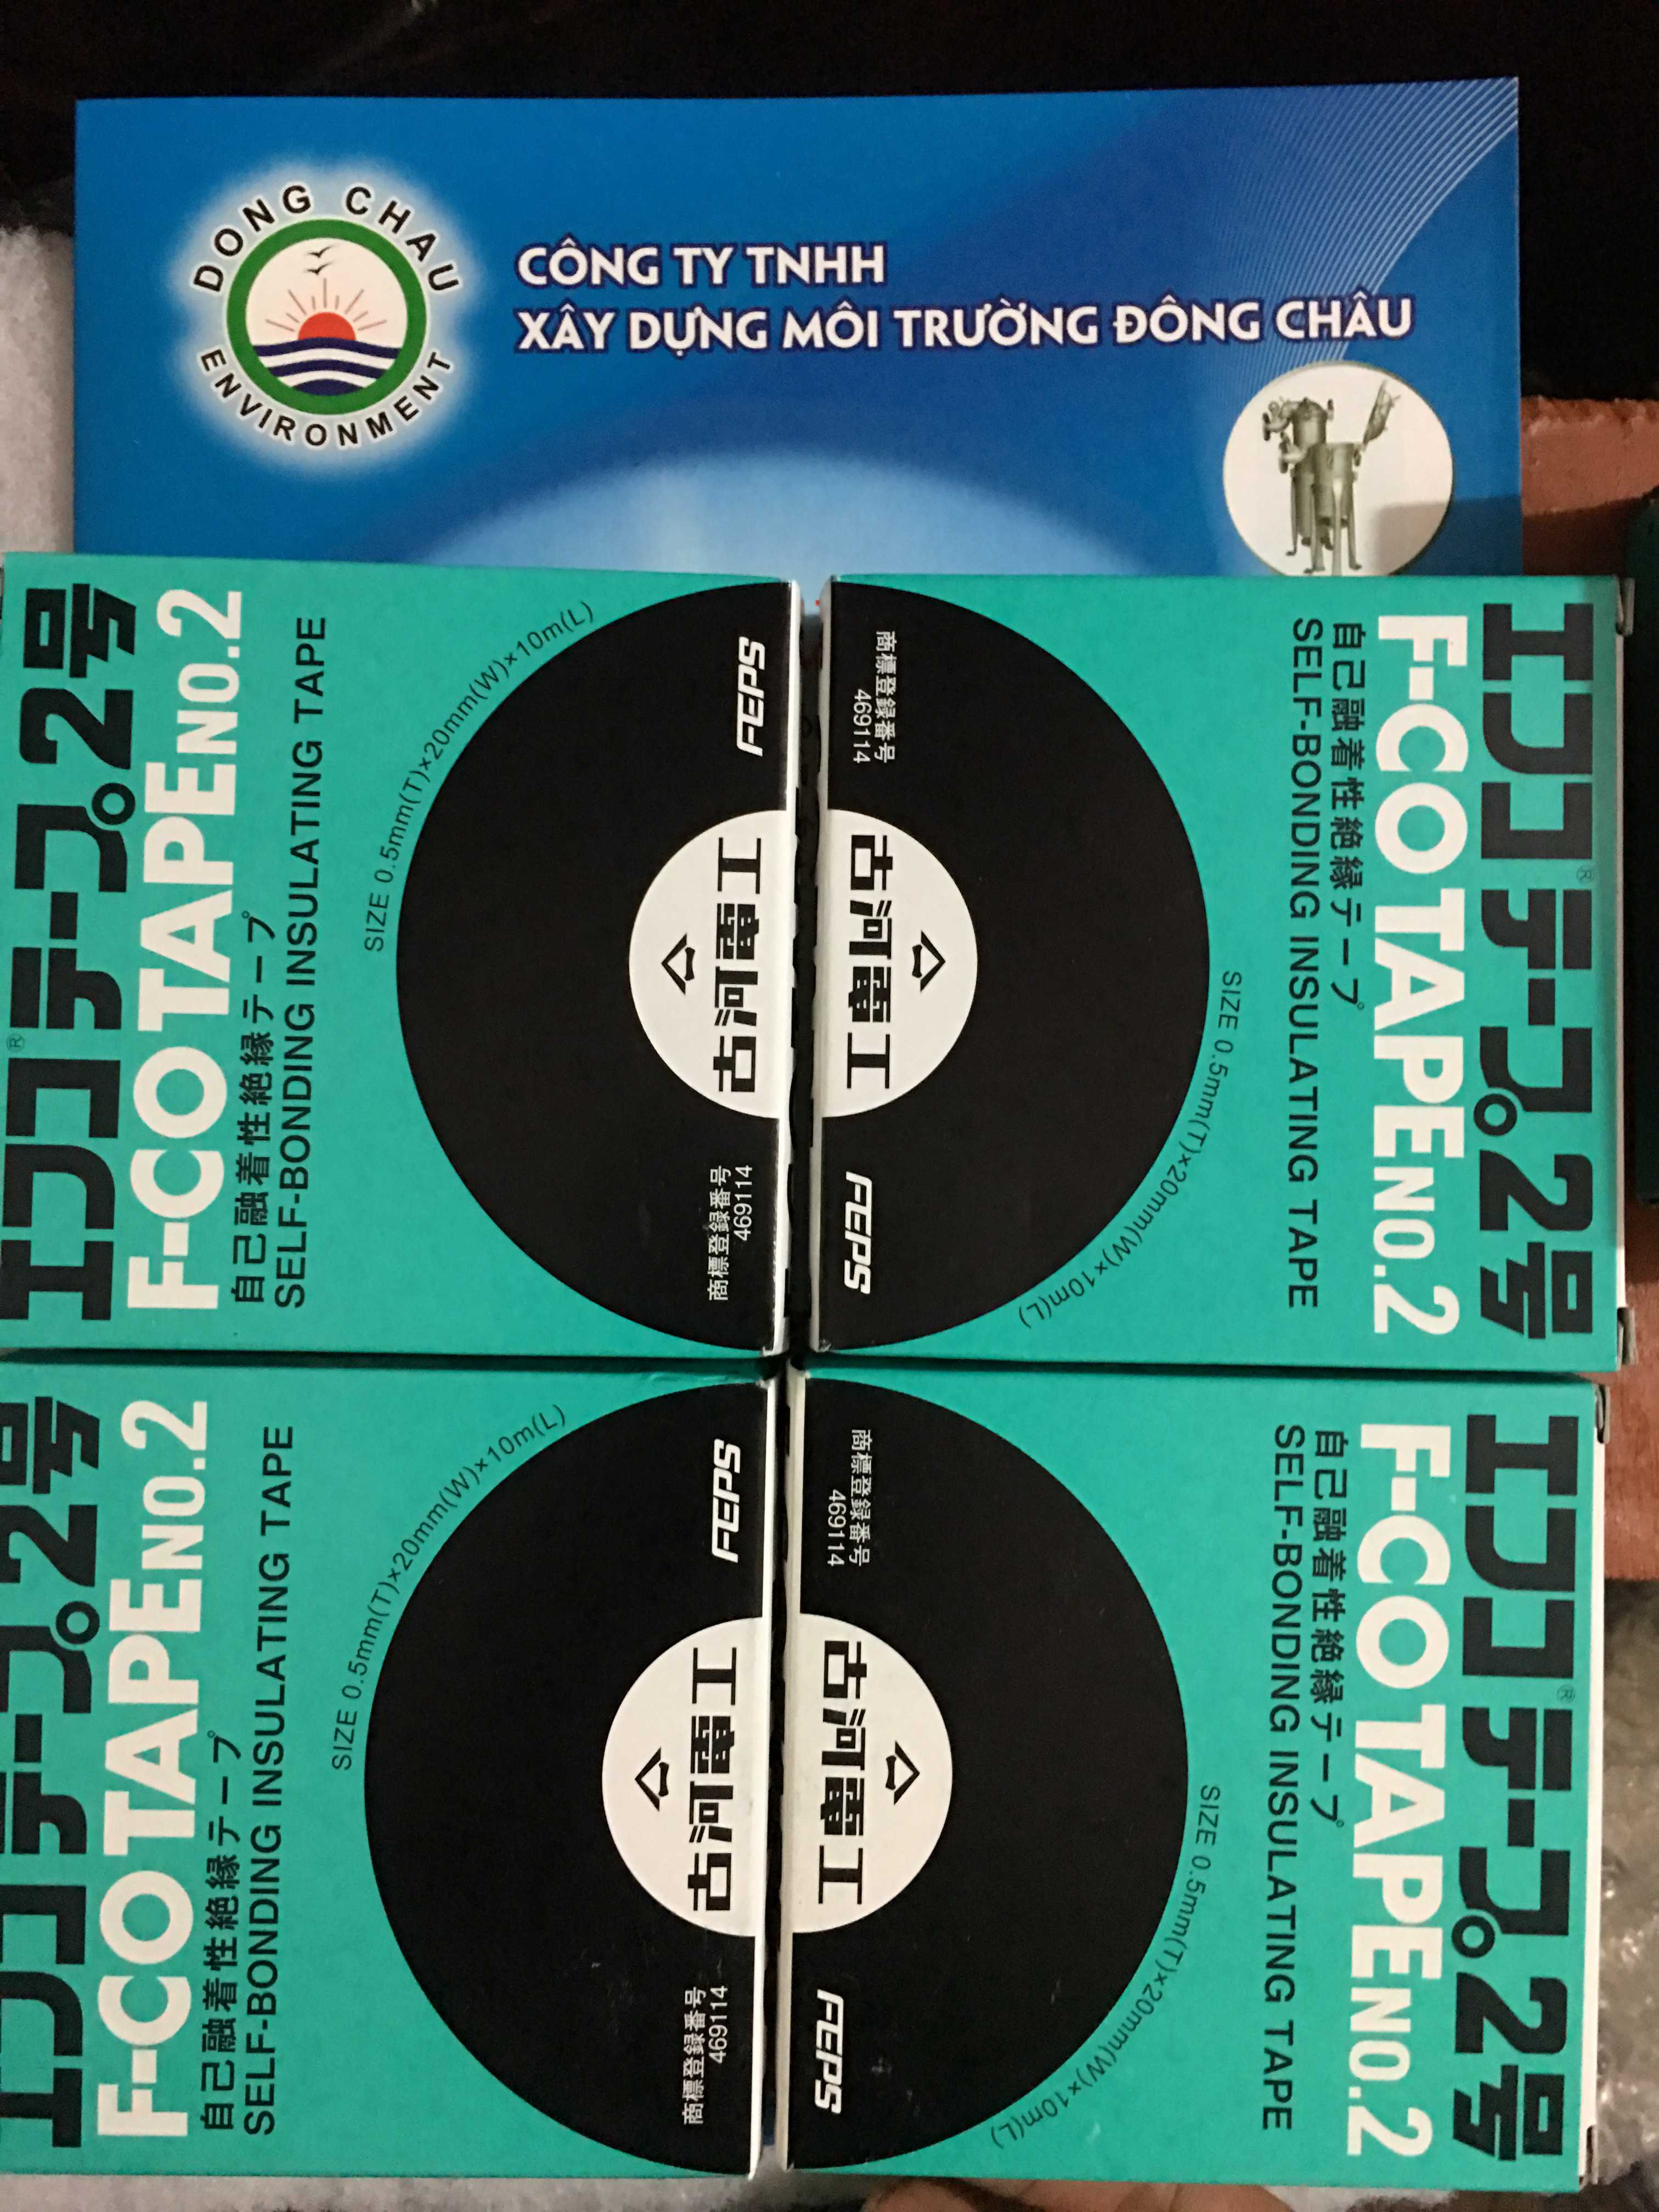 DONG CHAU
ENVIRONMENT
CÔNG TY TNHH
XÂY DỰNG MÔI TRƯỜNG ĐÔNG CHÂU
エフコ®テープ2号
F-CO TAPE NO.2
自己融着性絶縁テープ
SELF-BONDING INSULATING TAPE
SIZE 0.5mm(T)×20mm(W)×10m(L)
古河電工
商標登録番号
469114
FEPS
エフコ®テープ2号
F-CO TAPE NO.2
自己融着性絶縁テープ
SELF-BONDING INSULATING TAPE
SIZE 0.5mm(T)×20mm(W)×10m(L)
古河電工
商標登録番号
469114
FEPS
エフコテープ2号
F-CO TAPE NO.2
自己融着性絶縁テープ
SELF-BONDING INSULATING TAPE
SIZE 0.5mm(T)×20mm(W)×10m(L)
古河電工
商標登録番号
469114
FEPS
エフコ®テープ2号
F-CO TAPE NO.2
自己融着性絶縁テープ
SELF-BONDING INSULATING TAPE
SIZE 0.5mm(T)×20mm(W)×10m(L)
古河電工
商標登録番号
469114
FEPS